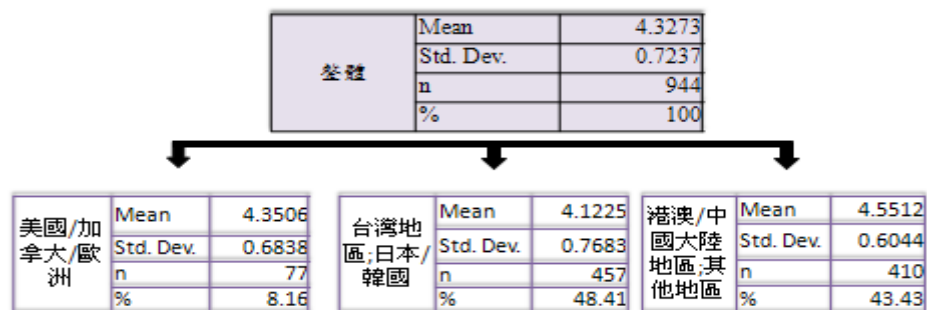 整體
Mean 4.3273
Std. Dev. 0.7237
n 944
% 100
美國/加
拿大/歐
洲
Mean 4.3506
Std. Dev. 0.6838
n 77
% 8.16
台灣地
區;日本/
韓國
Mean 4.1225
Std. Dev. 0.7683
n 457
% 48.41
港澳/中
國大陸
地區;其
他地區
Mean 4.5512
Std. Dev. 0.6044
n 410
% 43.43